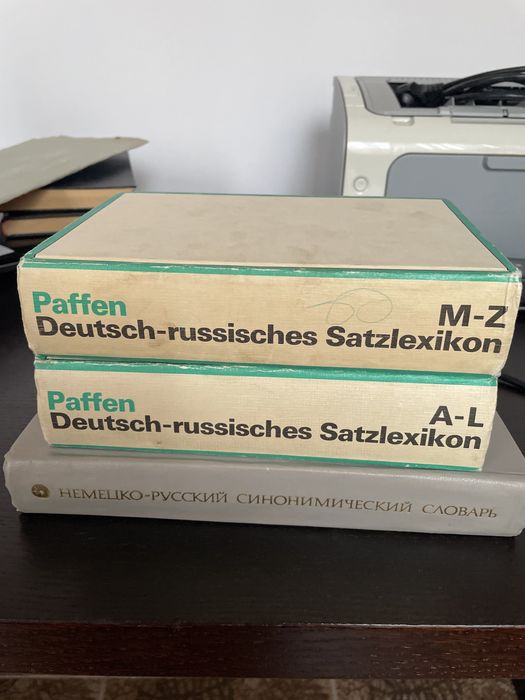 Paffen M-Z
Deutsch-russisches Satzlexikon
Paffen A-L
Deutsch-russisches Satzlexikon
НЕМЕЦКО-РУССКИЙ СИНОНИМИЧЕСКИЙ СЛОВАРЬ